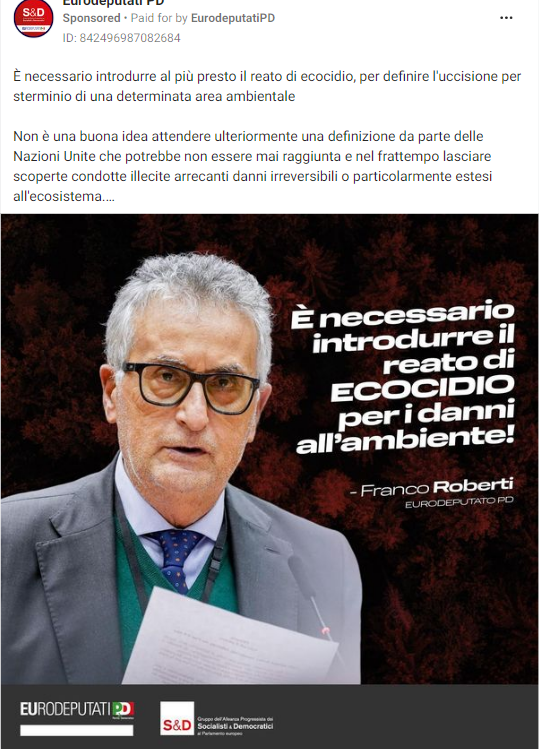 Eurodeputati PD
Sponsored • Paid for by EurodeputatiPD
ID: 842496987082684
È necessario introdurre al più presto il reato di ecocidio, per definire l'uccisione per
sterminio di una determinata area ambientale
Non è una buona idea attendere ulteriormente una definizione da parte delle
Nazioni Unite che potrebbe non essere mai raggiunta e nel frattempo lasciare
scoperte condotte illecite arrecanti danni irreversibili o particolarmente estesi
all'ecosistema....
È necessario
introdurre il
reato di
ECOCIDIO
per i danni
all'ambiente!
- Franco Roberti
EURODEPUTATO PD
EURODEPUTATI PD
S&D
Gruppo dell'Alleanza Progressista dei
Socialisti & Democratici
al Parlamento europeo